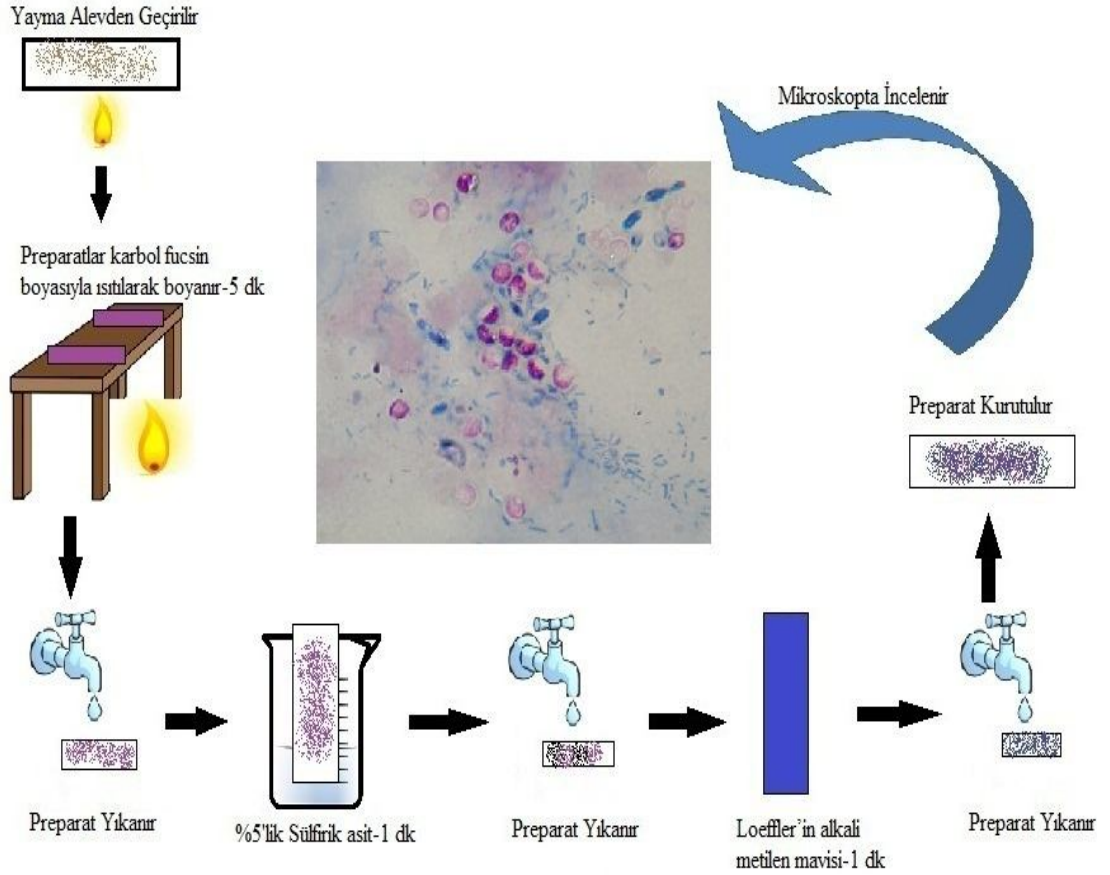 Yayma Alevden Geçirilir
Preparatlar karbol fucsin
boyasıyla ısıtılarak boyanır-5 dk
Preparat Yıkanır
%5'lik Sülfirik asit-1 dk
Preparat Yıkanır
Loeffler'in alkali
metilen mavisi-1 dk
Preparat Yıkanır
Preparat Kurutulur
Mikroskopta İncelenir